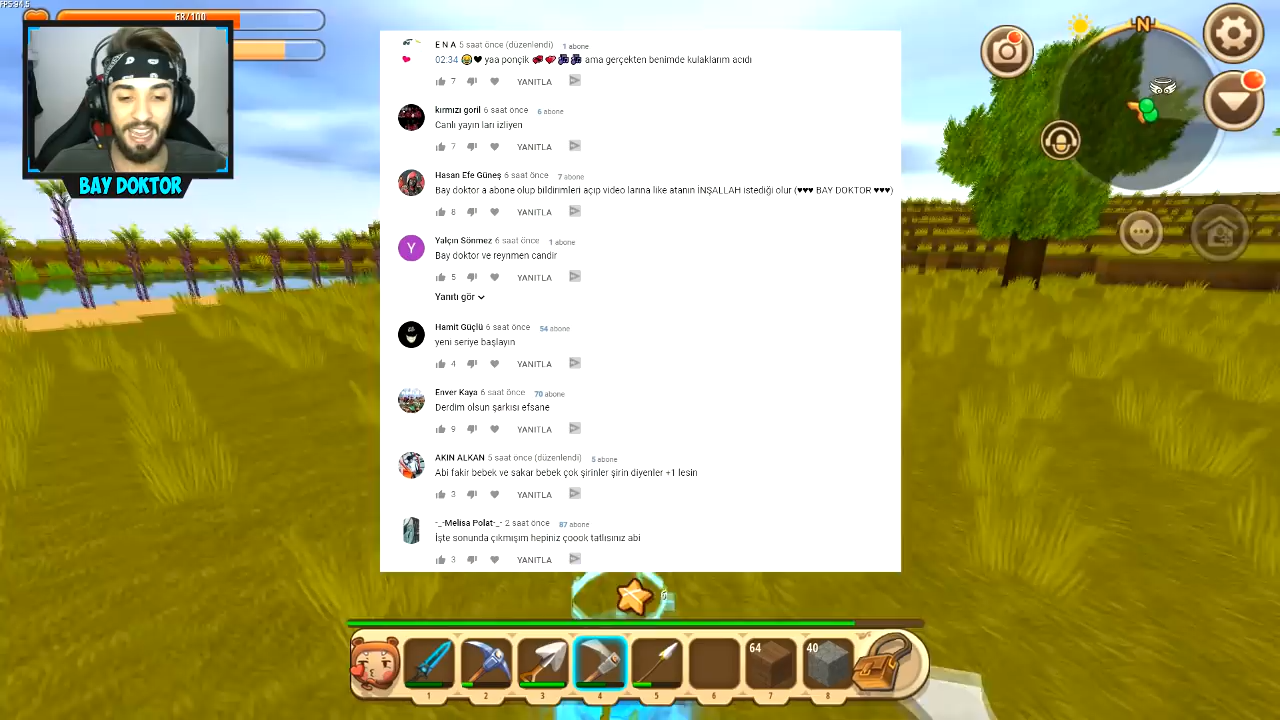 FPS:34.5
68/100
BAY DOKTOR
N
E N A 5 saat önce (düzenlendi) 1 abone
02.34 😂🖤 yaa ponçik ama gerçekten benimde kulaklarım acıdı
7 YANITLA
kırmızı goril 6 saat önce 6 abone
Canlı yayın ları izliyen
7 YANITLA
Hasan Efe Güneş 6 saat önce 7 abone
Bay doktor a abone olup bildirimleri açıp video larına like atanın İNŞALLAH istediği olur (♥♥♥ BAY DOKTOR ♥♥♥)
8 YANITLA
Y
Yalçın Sönmez 6 saat önce 1 abone
Bay doktor ve reynmen candir
5 YANITLA
Yanıtı gör
Hamit Güçlü 6 saat önce 54 abone
yeni seriye başlayın
4 YANITLA
Enver Kaya 6 saat önce 70 abone
Derdim olsun şarkısı efsane
9 YANITLA
AKIN ALKAN 5 saat önce (düzenlendi) 5 abone
Abi fakir bebek ve sakar bebek çok şirinler şirin diyenler +1 lesin
3 YANITLA
-_-Melisa Polat-_- 2 saat önce 87 abone
İşte sonunda çıkmışım hepiniz çoook tatlısınız abi
3 YANITLA
64 40
1 2 3 4 5 6 7 8